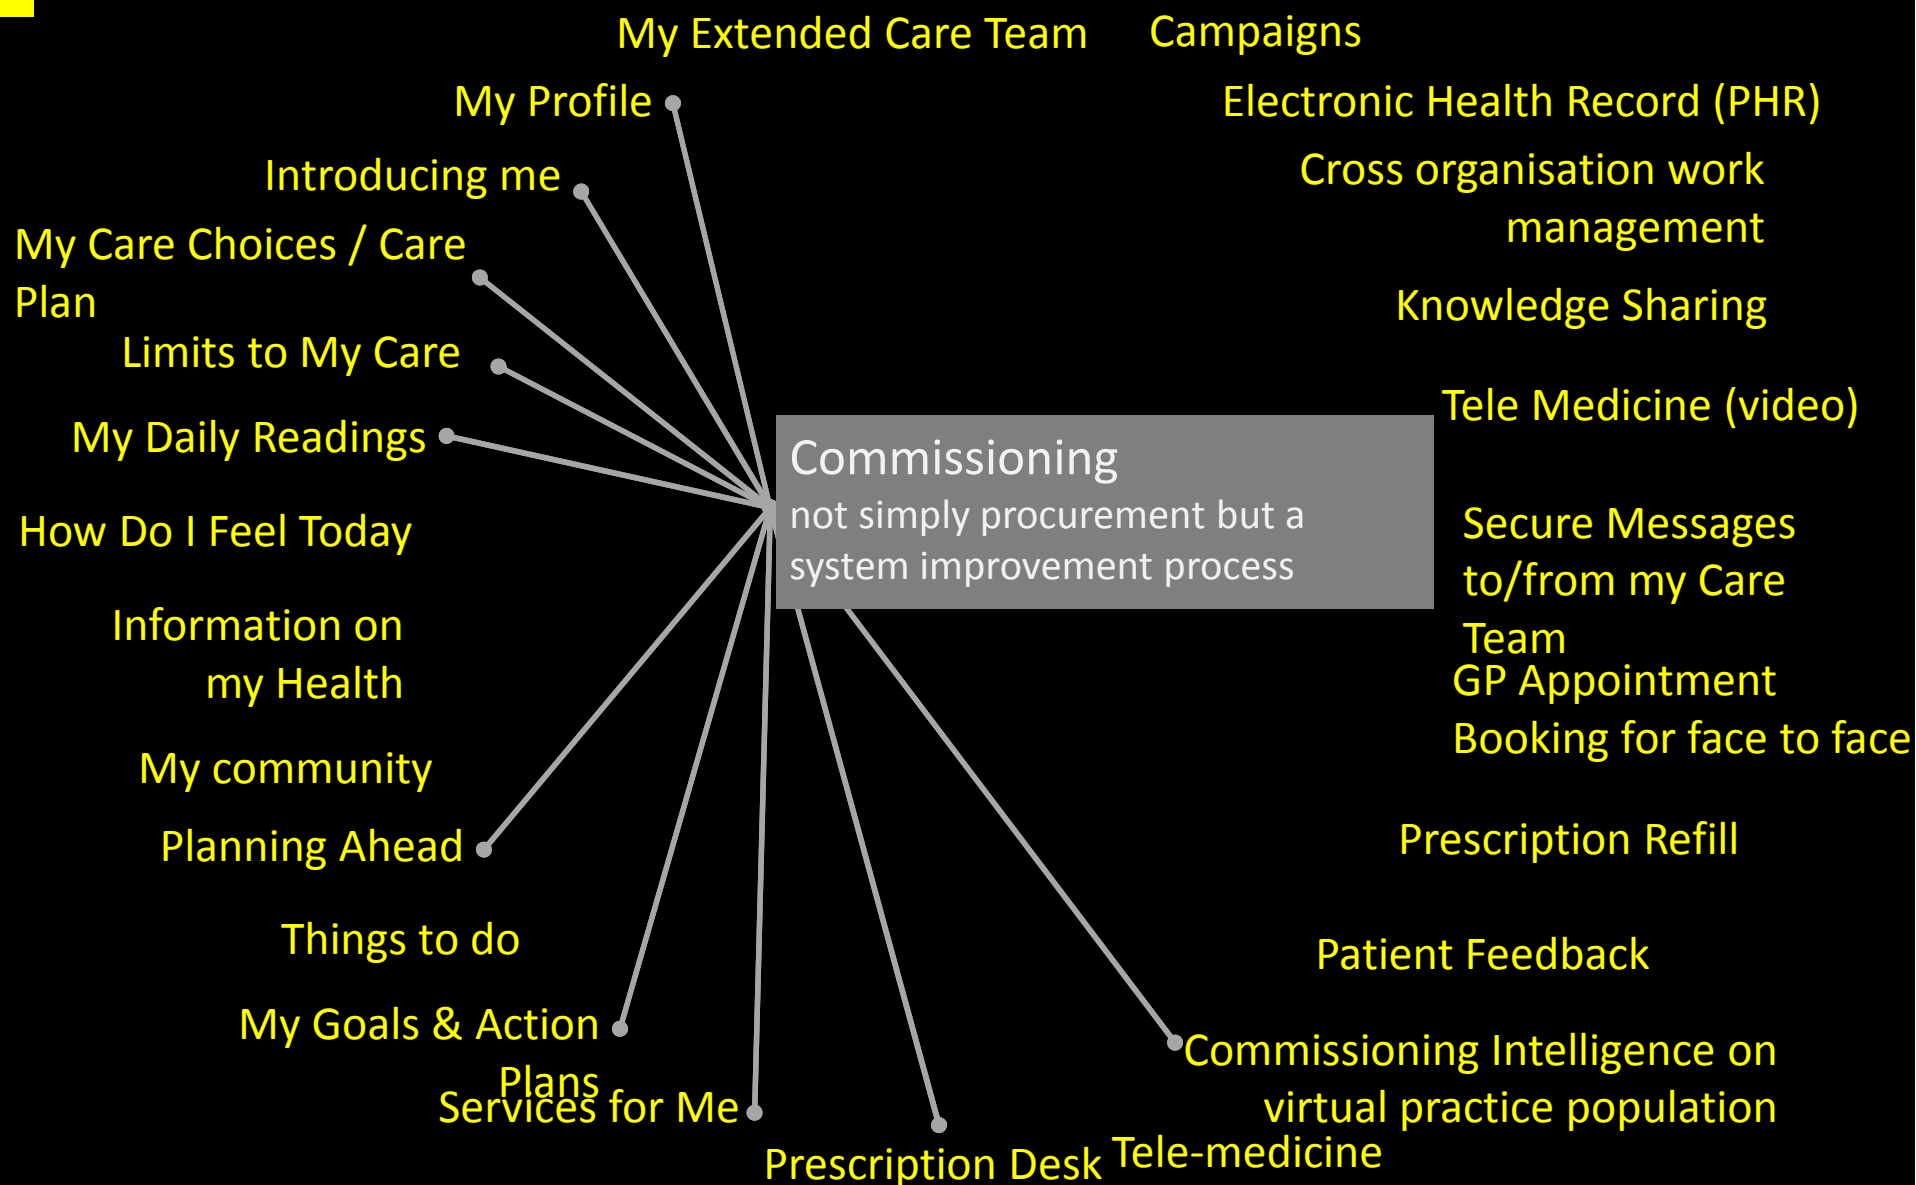 My Extended Care Team
Campaigns
My Profile
Electronic Health Record (PHR)
Introducing me
Cross organisation work
management
My Care Choices / Care
Plan
Knowledge Sharing
Limits to My Care
Tele Medicine (video)
My Daily Readings
Commissioning
not simply procurement but a
system improvement process
How Do I Feel Today
Secure Messages
to/from my Care
Team
Information on
my Health
GP Appointment
Booking for face to face
My community
Planning Ahead
Prescription Refill
Things to do
Patient Feedback
My Goals & Action
Plans
Services for Me
Commissioning Intelligence on
virtual practice population
Prescription Desk
Tele-medicine